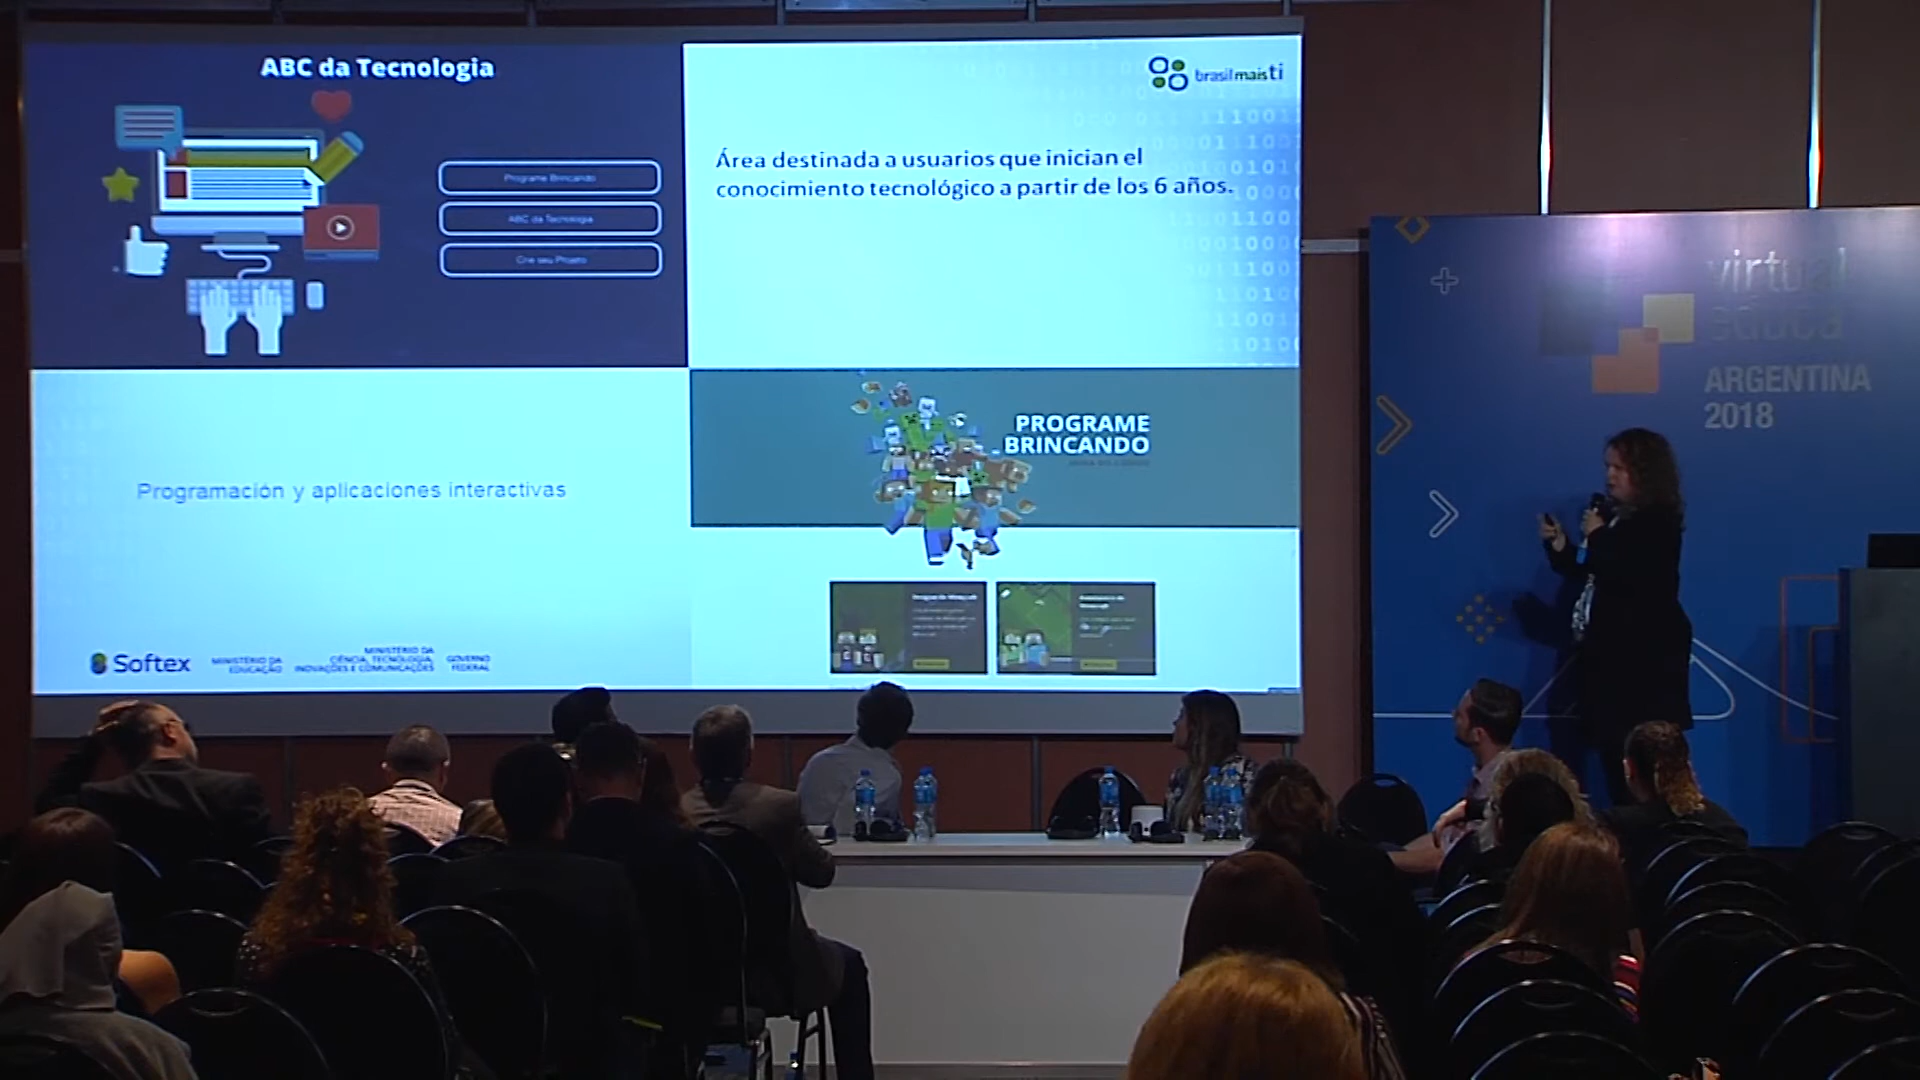 ABC da Tecnologia
Programe Brincando
ABC da Tecnologia
Crie seu Projeto
brasilmaisti
Área destinada a usuarios que inician el
conocimiento tecnológico a partir de los 6 años.
Programación y aplicaciones interactivas
Softex
MINISTÉRIO DA
EDUCAÇÃO
MINISTÉRIO DA
CIÊNCIA, TECNOLOGIA,
INOVAÇÕES E COMUNICAÇÕES
GOVERNO
FEDERAL
PROGRAME
BRINCANDO
virtual
educa
ARGENTINA
2018